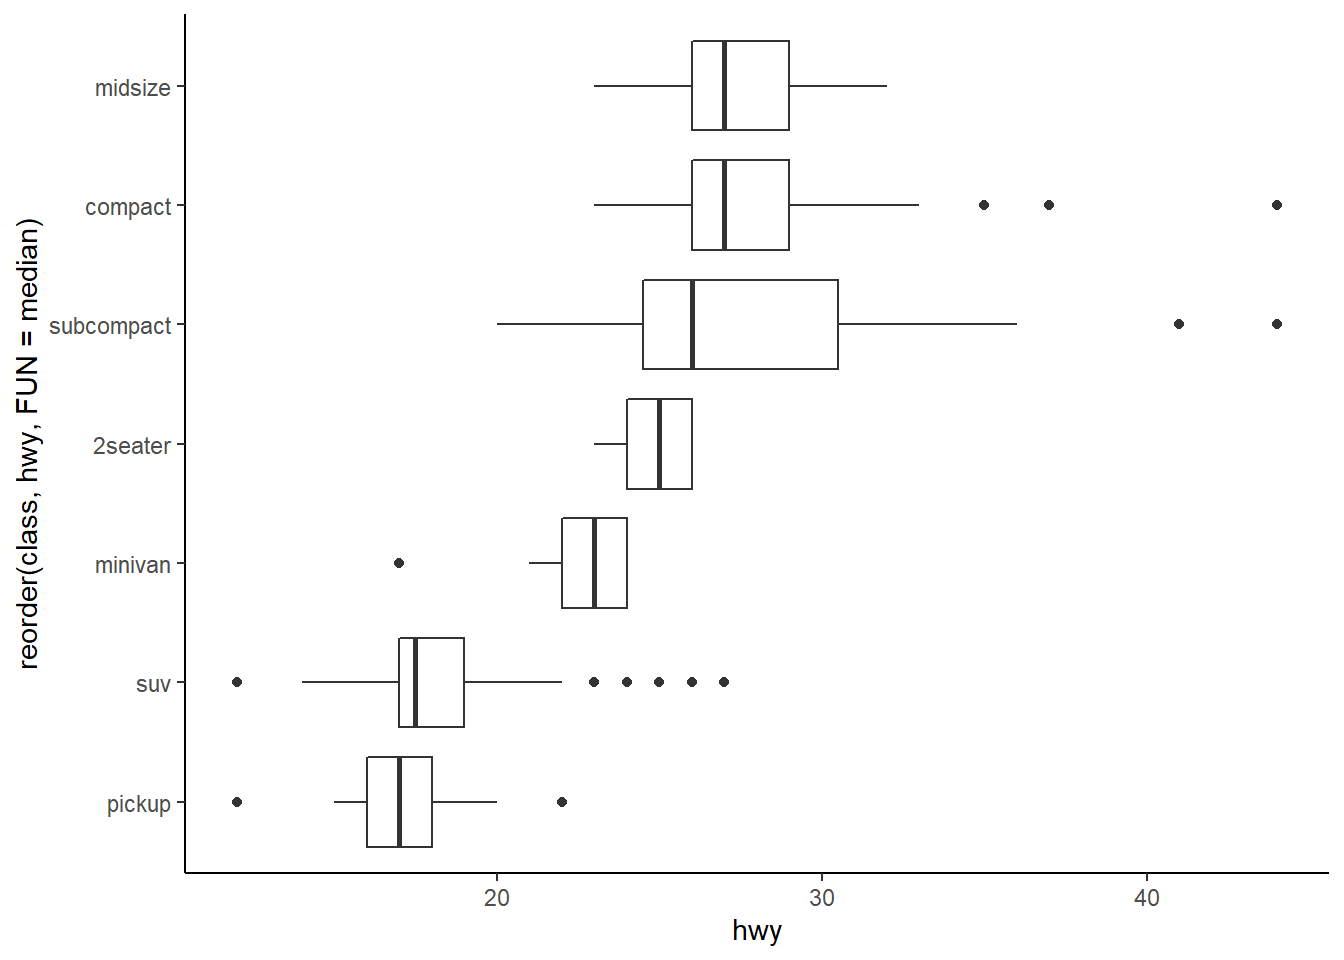 midsize
compact
subcompact
2seater
minivan
suv
pickup
reorder(class, hwy, FUN = median)
20 30 40
hwy